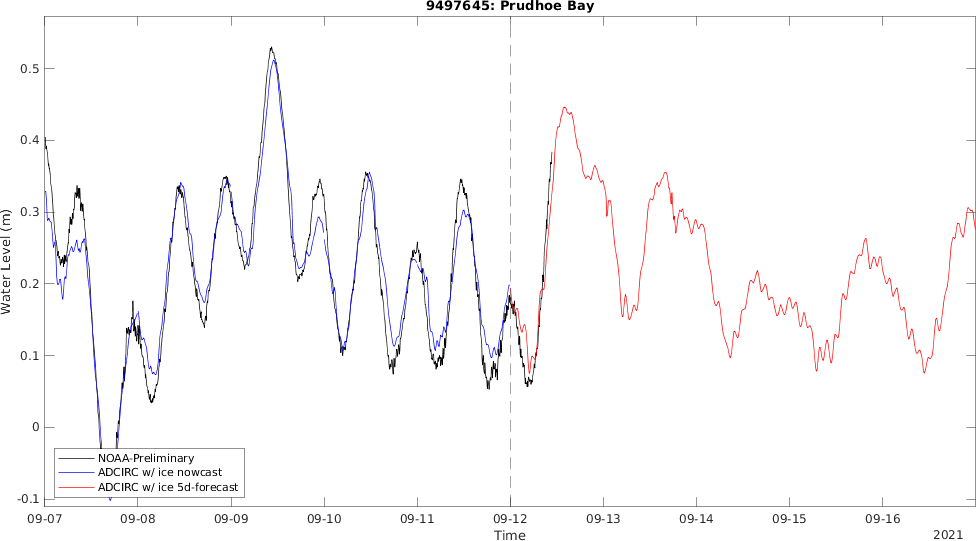 9497645: Prudhoe Bay
Water Level (m)
0.5
0.4
0.3
0.2
0.1
0
-0.1
NOAA-Preliminary
ADCIRC w/ ice nowcast
ADCIRC w/ ice 5d-forecast
09-07 09-08 09-09 09-10 09-11 09-12 09-13 09-14 09-15 09-16
Time
2021